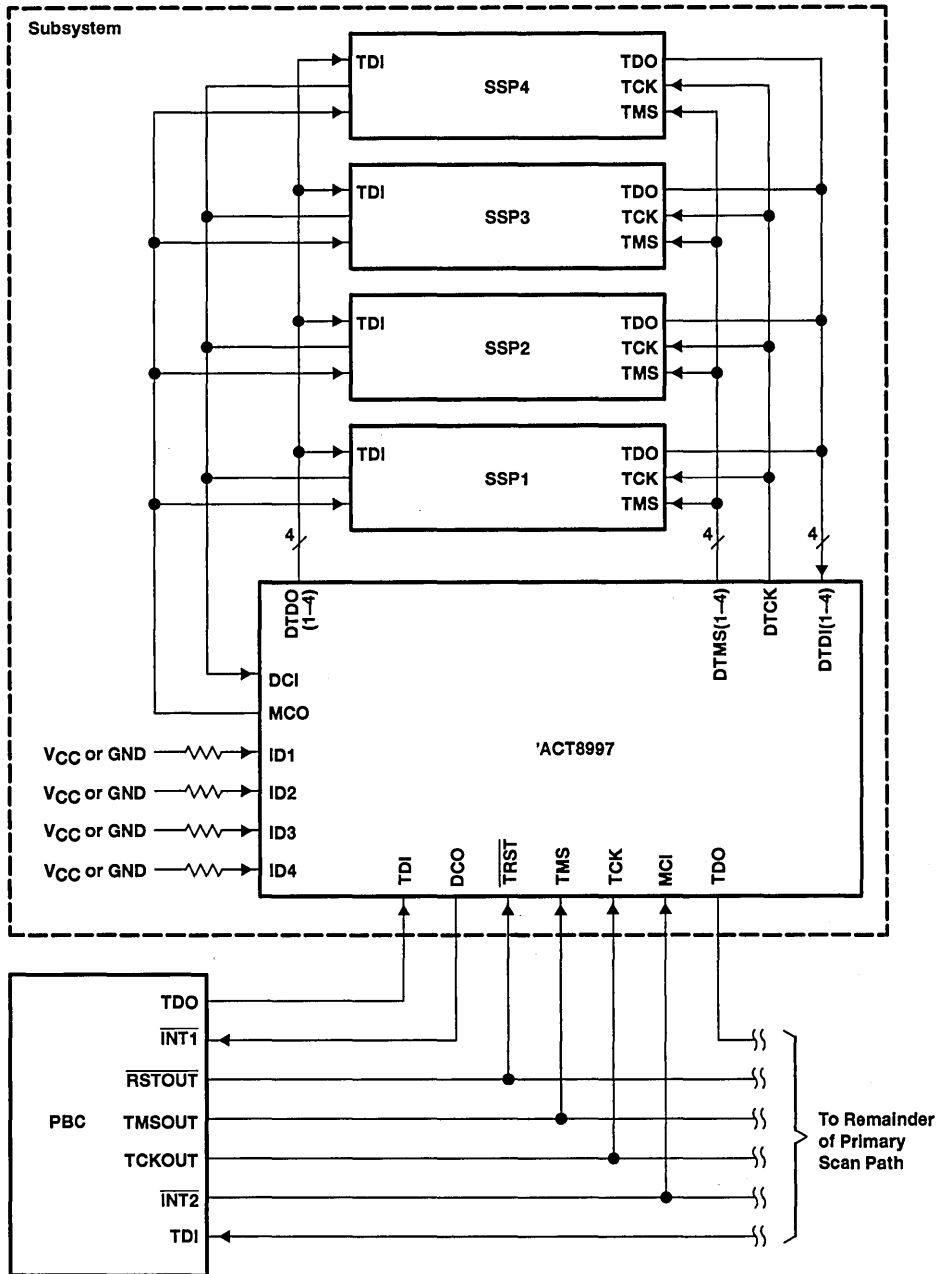 Subsystem
TDI SSP4 TDO
TCK
TMS
TDI SSP3 TDO
TCK
TMS
TDI SSP2 TDO
TCK
TMS
TDI SSP1 TDO
TCK
TMS
4 4 4
DTDO (1–4) DTMS(1–4) DTCK DTDI(1–4)
DCI
MCO
'ACT8997
VCC or GND ID1
VCC or GND ID2
VCC or GND ID3
VCC or GND ID4
TDI DCO TRST TMS TCK MCI TDO
PBC
TDO
INT1
RSTOUT
TMSOUT
TCKOUT
INT2
TDI
To Remainder
of Primary
Scan Path